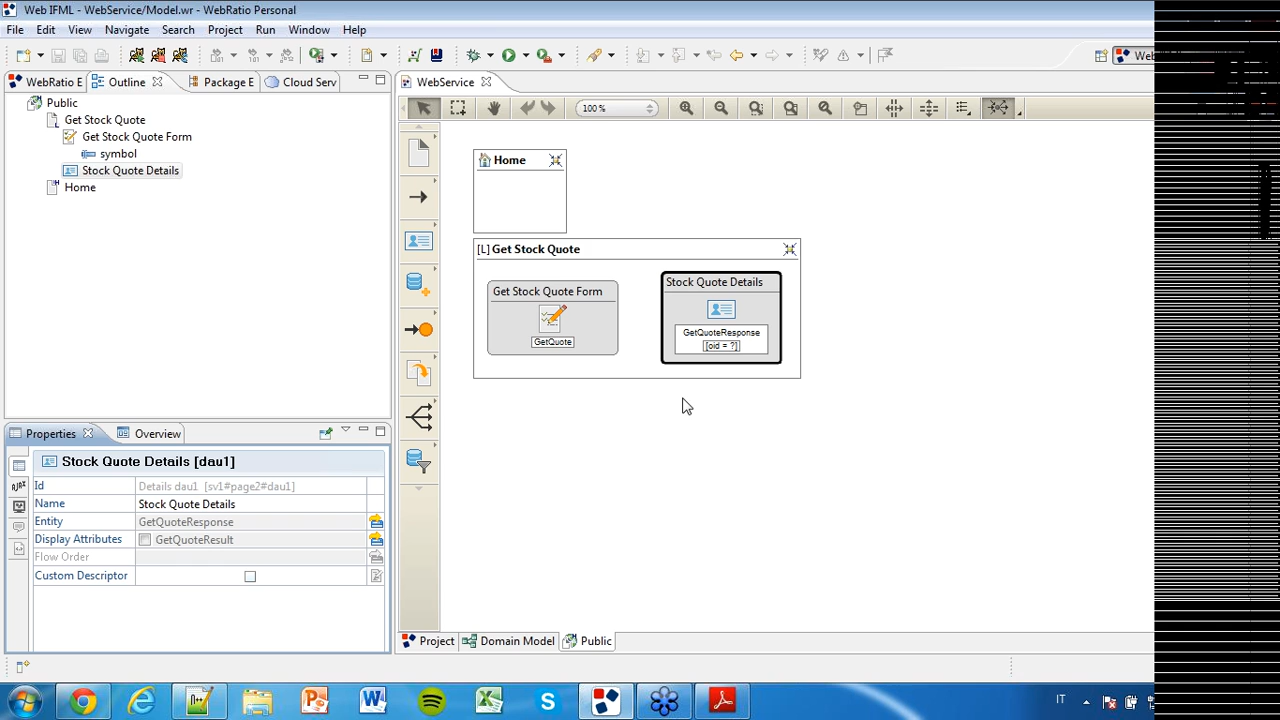 Web IFML - WebService/Model.wr - WebRatio Personal
File Edit View Navigate Search Project Run Window Help
WebRatio E Outline Package E Cloud Serv
WebService
100 %
Public
Get Stock Quote
Get Stock Quote Form
symbol
Stock Quote Details
Home
Home
[L] Get Stock Quote
Get Stock Quote Form
GetQuote
Stock Quote Details
GetQuoteResponse
[oid = ?]
Properties Overview
Stock Quote Details [dau1]
Id Details dau1 [sv1#page2#dau1]
Name Stock Quote Details
Entity GetQuoteResponse
Display Attributes GetQuoteResult
Flow Order
Custom Descriptor
Project Domain Model Public
IT